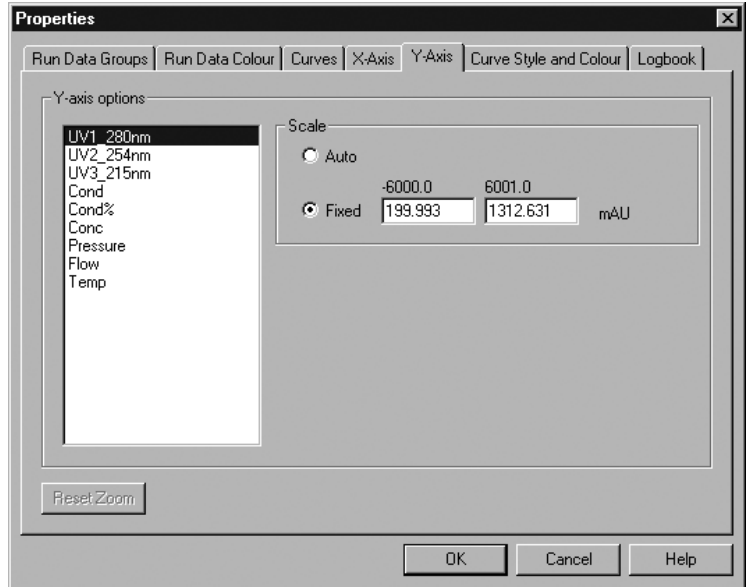 Properties
Run Data Groups Run Data Colour Curves X-Axis Y-Axis Curve Style and Colour Logbook
Y-axis options
UV1_280nm
UV2_254nm
UV3_215nm
Cond
Cond%
Conc
Pressure
Flow
Temp
Scale
Auto
-6000.0 6001.0
Fixed 199.993 1312.631 mAU
Reset Zoom
OK Cancel Help